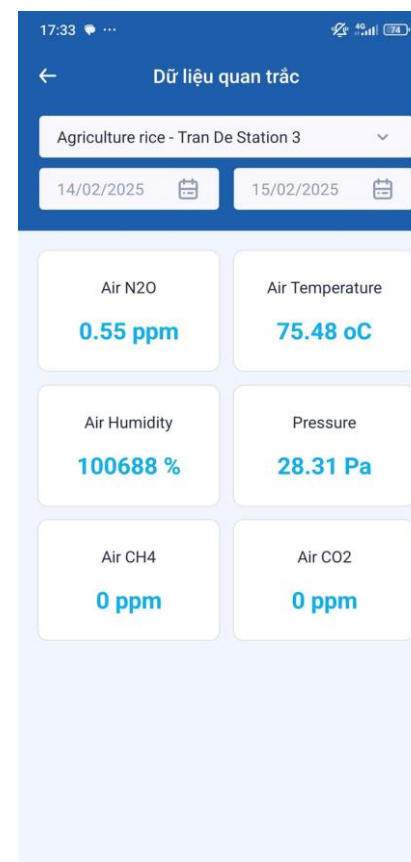 17:33
4G 74
Dữ liệu quan trắc
Agriculture rice - Tran De Station 3
14/02/2025 15/02/2025
Air N2O Air Temperature
0.55 ppm 75.48 oC
Air Humidity Pressure
100688 % 28.31 Pa
Air CH4 Air CO2
0 ppm 0 ppm